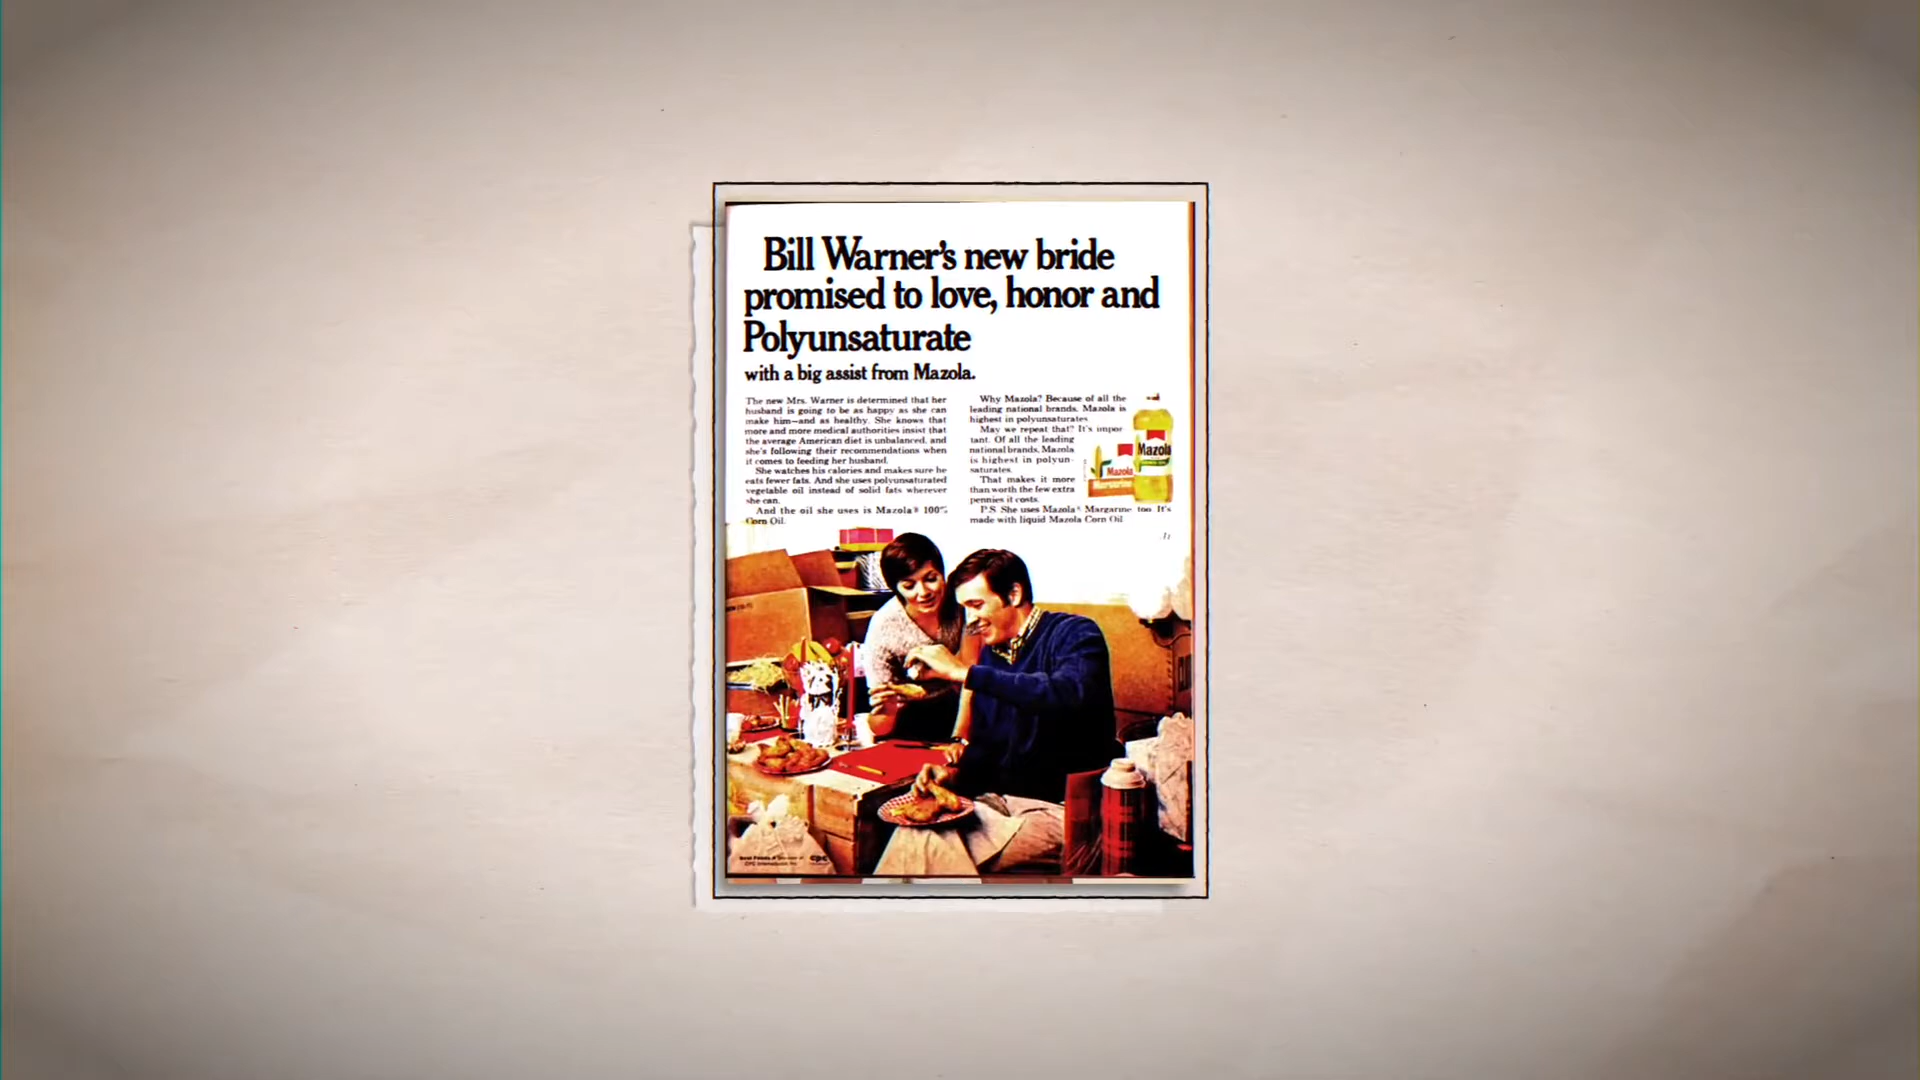 Bill Warner's new bride
promised to love, honor and
Polyunsaturate
with a big assist from Mazola.
The new Mrs. Warner is determined that her
husband is going to be as happy as she can
make him—and as healthy. She knows that
more and more medical authorities insist that
the average American diet is unbalanced, and
she's following their recommendations when
it comes to feeding her husband.
She watches his calories and makes sure he
eats fewer fats. And she uses polyunsaturated
vegetable oil instead of solid fats wherever
she can.
And the oil she uses is Mazola® 100%
Corn Oil.
Why Mazola? Because of all the
leading national brands, Mazola is
highest in polyunsaturates.
May we repeat that? It's impor
tant. Of all the leading
national brands, Mazola
is highest in polyun-
saturates.
That makes it more
than worth the few extra
pennies it costs.
P.S. She uses Mazola® Margarine too. It's
made with liquid Mazola Corn Oil
Mazola
Mazola
Margarine
Best Foods
CPC International Inc.
cpc